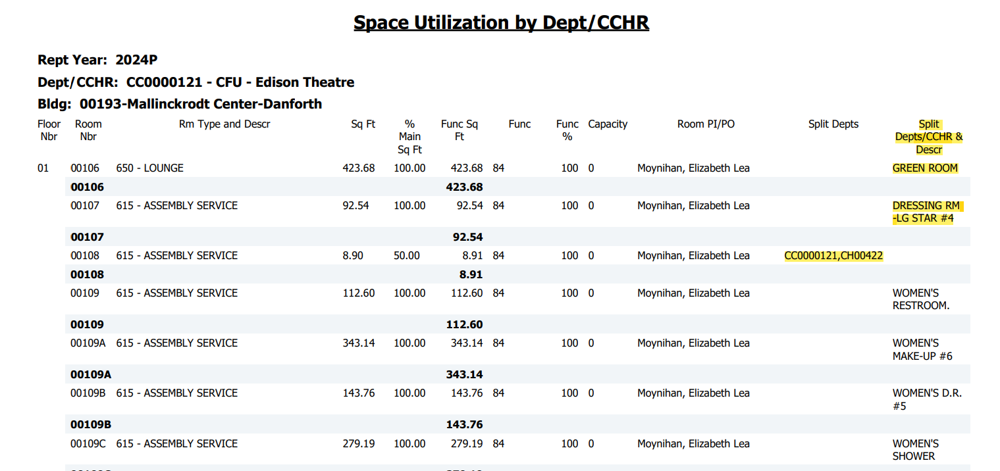 Space Utilization by Dept/CCHR
Rept Year: 2024P
Dept/CCHR: CC0000121 - CFU - Edison Theatre
Bldg: 00193-Mallinckrodt Center-Danforth
Floor Nbr Room Nbr Rm Type and Descr Sq Ft % Main Sq Ft Func Sq Ft Func Func % Capacity Room PI/PO Split Depts Split Depts/CCHR & Descr
01 00106 650 - LOUNGE 423.68 100.00 423.68 84 100 0 Moynihan, Elizabeth Lea GREEN ROOM
00106 423.68
00107 615 - ASSEMBLY SERVICE 92.54 100.00 92.54 84 100 0 Moynihan, Elizabeth Lea DRESSING RM
-LG STAR #4
00107 92.54
00108 615 - ASSEMBLY SERVICE 8.90 50.00 8.91 84 100 0 Moynihan, Elizabeth Lea CC0000121,CH00422
00108 8.91
00109 615 - ASSEMBLY SERVICE 112.60 100.00 112.60 84 100 0 Moynihan, Elizabeth Lea WOMEN'S
RESTROOM.
00109 112.60
00109A 615 - ASSEMBLY SERVICE 343.14 100.00 343.14 84 100 0 Moynihan, Elizabeth Lea WOMEN'S
MAKE-UP #6
00109A 343.14
00109B 615 - ASSEMBLY SERVICE 143.76 100.00 143.76 84 100 0 Moynihan, Elizabeth Lea WOMEN'S D.R.
#5
00109B 143.76
00109C 615 - ASSEMBLY SERVICE 279.19 100.00 279.19 84 100 0 Moynihan, Elizabeth Lea WOMEN'S
SHOWER